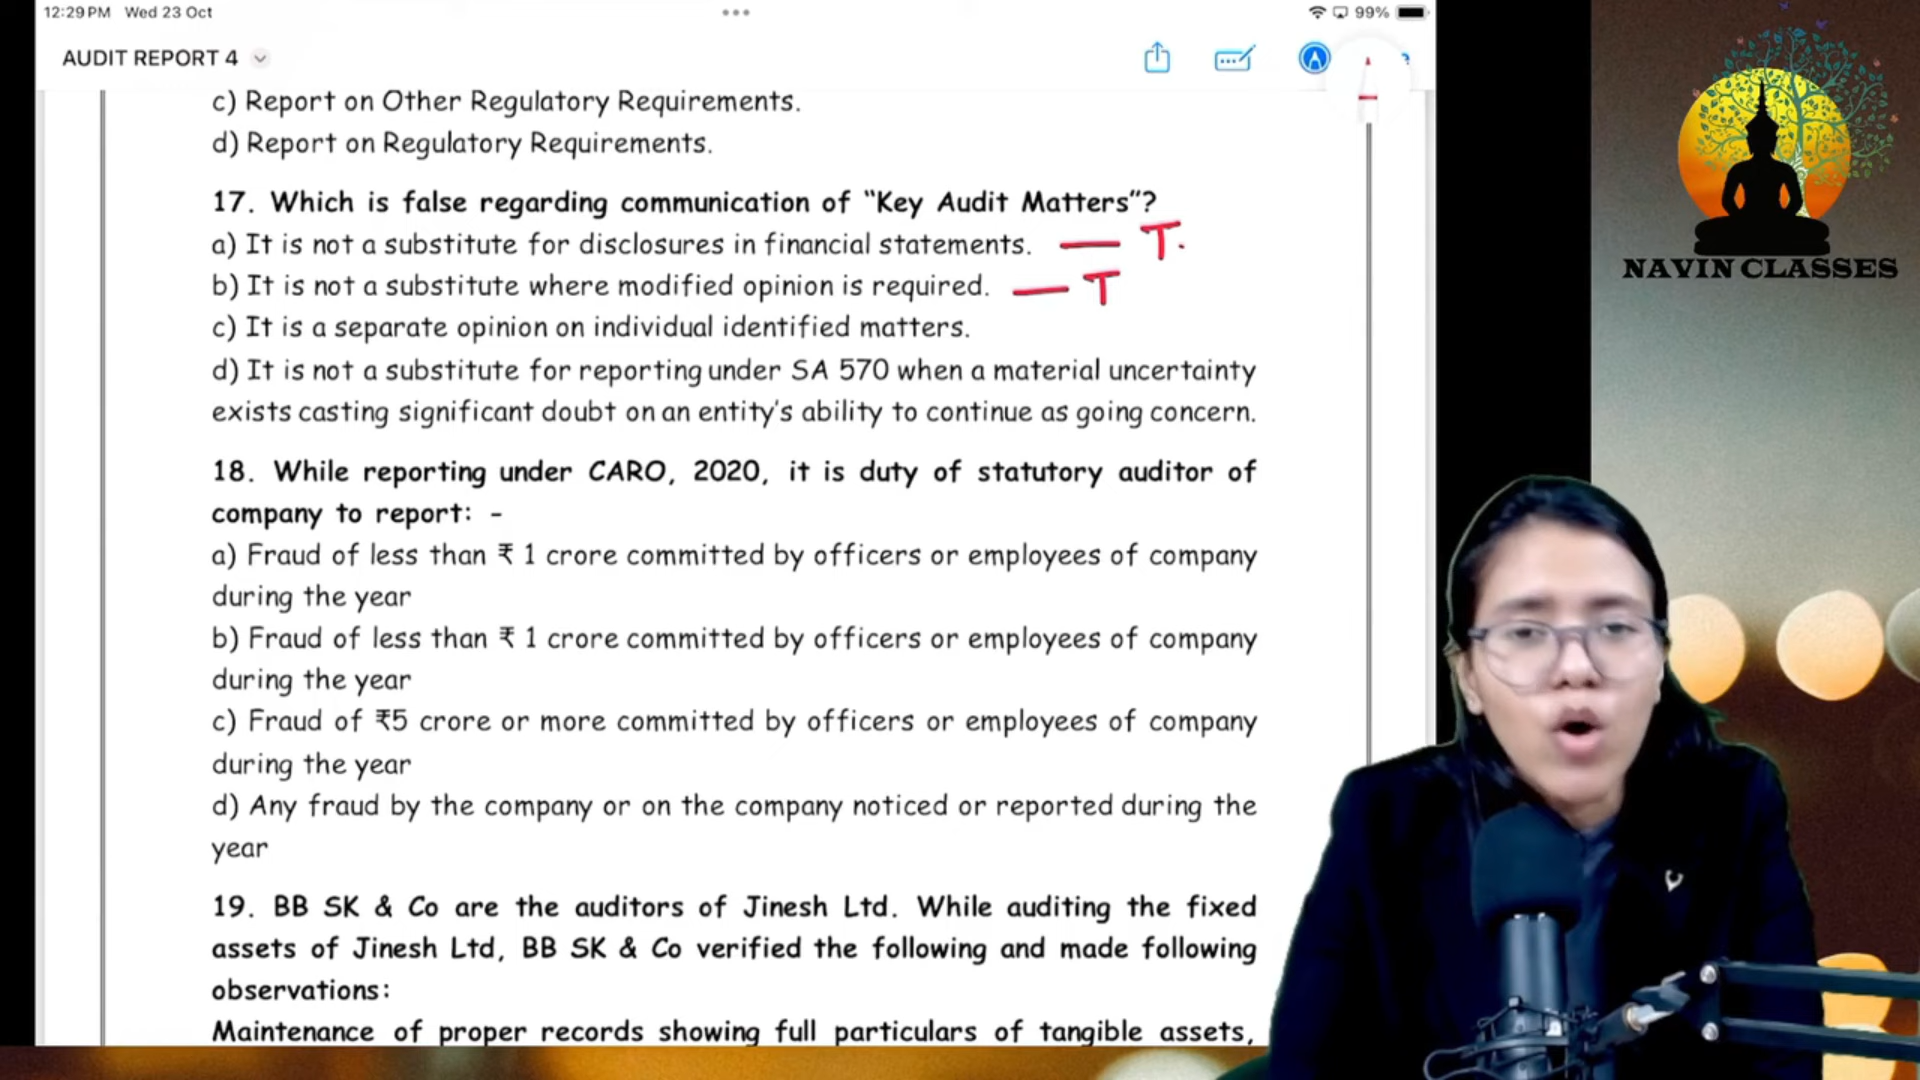 12:29 PM Wed 23 Oct
99%
AUDIT REPORT 4
c) Report on Other Regulatory Requirements.
d) Report on Regulatory Requirements.
17. Which is false regarding communication of “Key Audit Matters”?
a) It is not a substitute for disclosures in financial statements. — T.
b) It is not a substitute where modified opinion is required. — T
c) It is a separate opinion on individual identified matters.
d) It is not a substitute for reporting under SA 570 when a material uncertainty
exists casting significant doubt on an entity’s ability to continue as going concern.
18. While reporting under CARO, 2020, it is duty of statutory auditor of
company to report: -
a) Fraud of less than ₹ 1 crore committed by officers or employees of company
during the year
b) Fraud of less than ₹ 1 crore committed by officers or employees of company
during the year
c) Fraud of ₹5 crore or more committed by officers or employees of company
during the year
d) Any fraud by the company or on the company noticed or reported during the
year
19. BB SK & Co are the auditors of Jinesh Ltd. While auditing the fixed
assets of Jinesh Ltd, BB SK & Co verified the following and made following
observations:
Maintenance of proper records showing full particulars of tangible assets,
NAVIN CLASSES